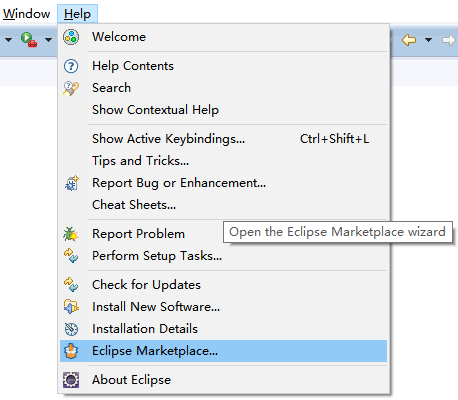 Window Help
Welcome
Help Contents
Search
Show Contextual Help
Show Active Keybindings... Ctrl+Shift+L
Tips and Tricks...
Report Bug or Enhancement...
Cheat Sheets...
Open the Eclipse Marketplace wizard
Report Problem
Perform Setup Tasks...
Check for Updates
Install New Software...
Installation Details
Eclipse Marketplace...
About Eclipse